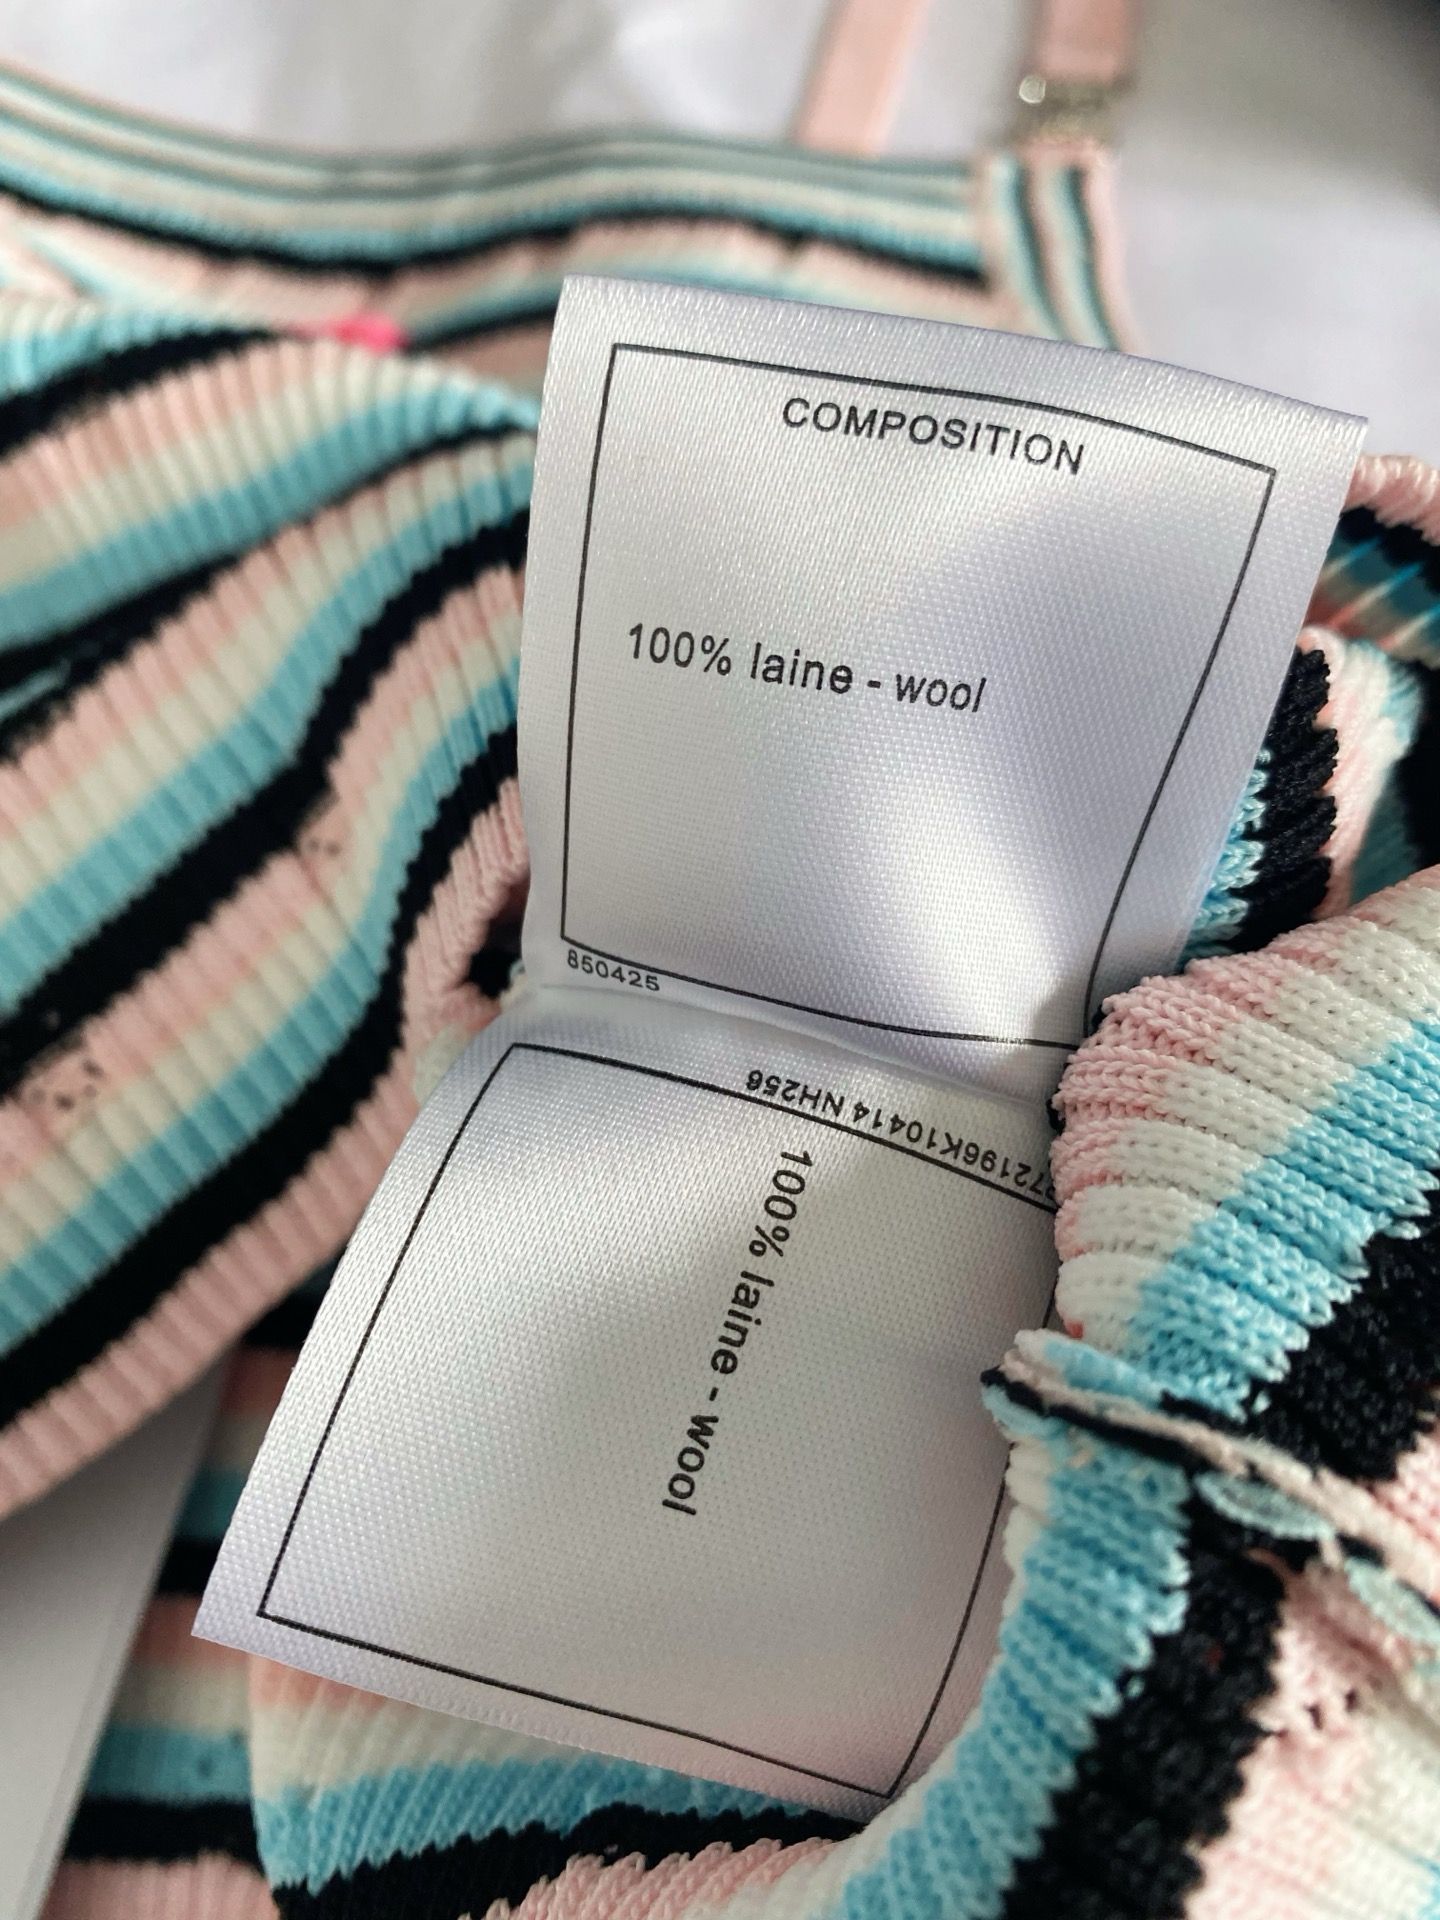 COMPOSITION
100% laine - wool
850425
72196K10414 NH256
100% laine - wool